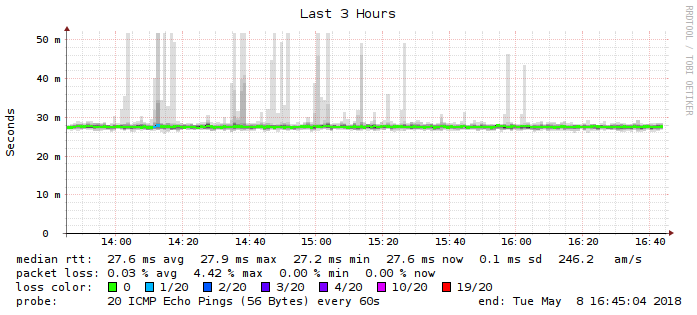 Last 3 Hours
RRDTOOL / TOBI OETIKER
Seconds
50 m
40 m
30 m
20 m
10 m
0
14:00 14:20 14:40 15:00 15:20 15:40 16:00 16:20 16:40
median rtt: 27.6 ms avg 27.9 ms max 27.2 ms min 27.6 ms now 0.1 ms sd 246.2 am/s
packet loss: 0.03 % avg 4.42 % max 0.00 % min 0.00 % now
loss color: 0 1/20 2/20 3/20 4/20 10/20 19/20
probe: 20 ICMP Echo Pings (56 Bytes) every 60s end: Tue May 8 16:45:04 2018